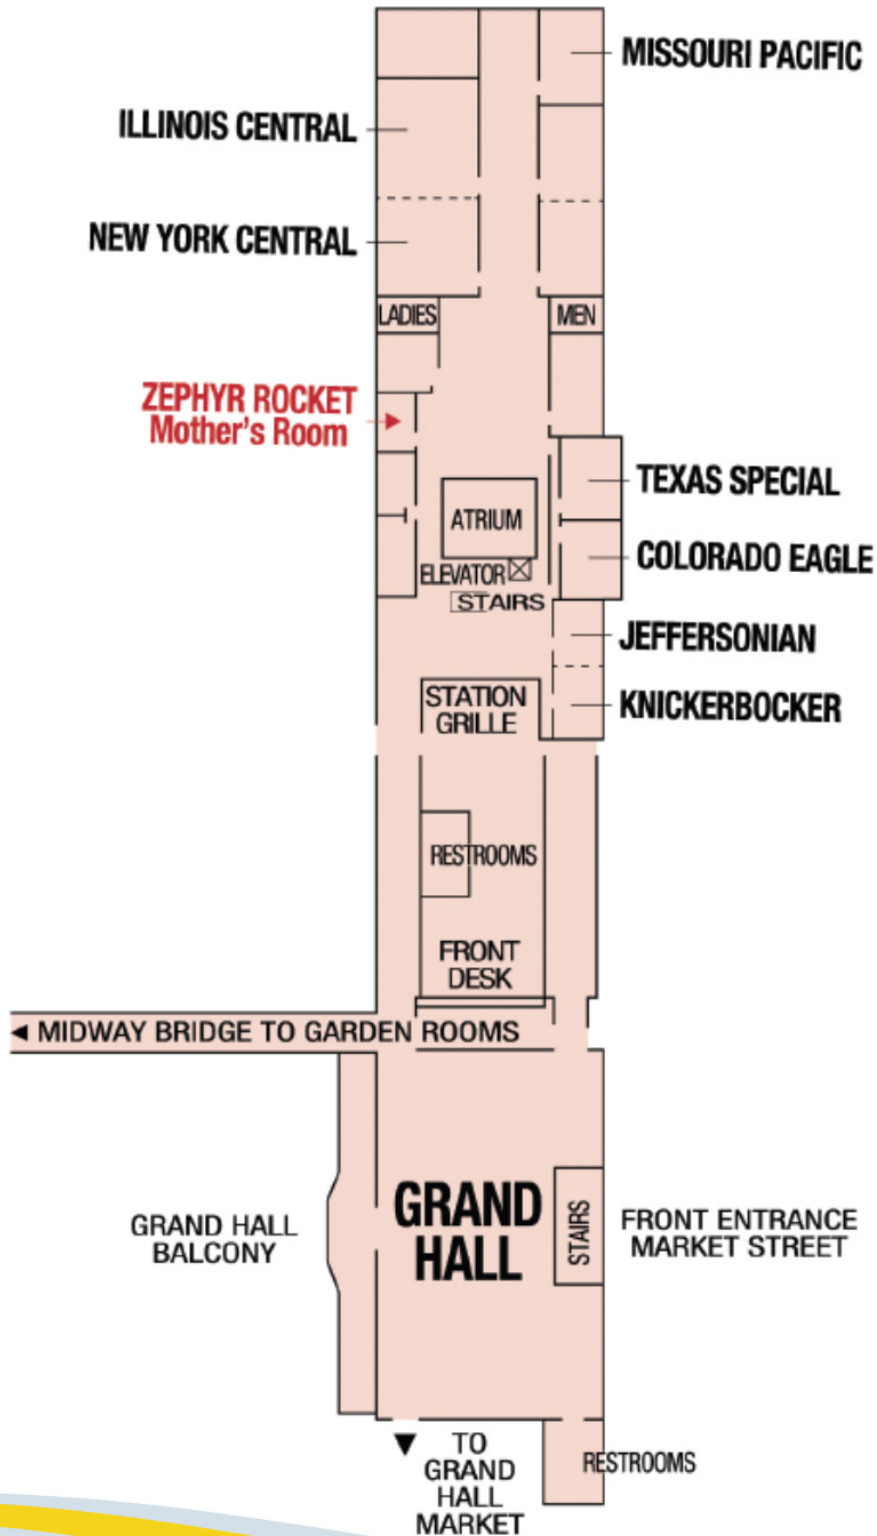 MISSOURI PACIFIC
ILLINOIS CENTRAL
NEW YORK CENTRAL
LADIES
MEN
ZEPHYR ROCKET
Mother's Room
TEXAS SPECIAL
ATRIUM
COLORADO EAGLE
ELEVATOR
STAIRS
JEFFERSONIAN
STATION
GRILLE
KNICKERBOCKER
RESTROOMS
FRONT
DESK
MIDWAY BRIDGE TO GARDEN ROOMS
GRAND HALL
BALCONY
GRAND
HALL
STAIRS
FRONT ENTRANCE
MARKET STREET
TO
GRAND
HALL
MARKET
RESTROOMS